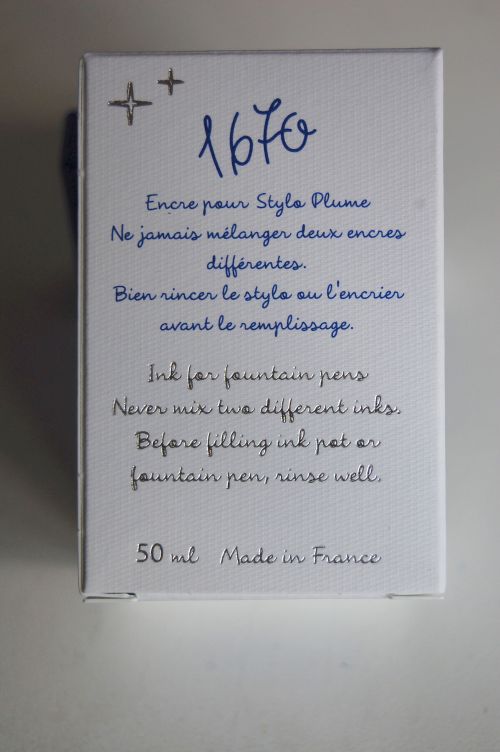 1670
Encre pour Stylo Plume
Ne jamais mélanger deux encres
différentes.
Bien rincer le stylo ou l'encrier
avant le remplissage.
Ink for fountain pens
Never mix two different inks.
Before filling ink pot or
fountain pen, rinse well.
50 ml Made in France